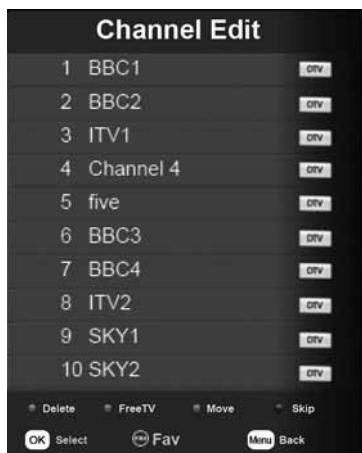 Channel Edit
1 BBC1 DTV
2 BBC2 DTV
3 ITV1 DTV
4 Channel 4 DTV
5 five DTV
6 BBC3 DTV
7 BBC4 DTV
8 ITV2 DTV
9 SKY1 DTV
10 SKY2 DTV
Delete FreeTV Move Skip
OK Select FAV Fav Menu Back